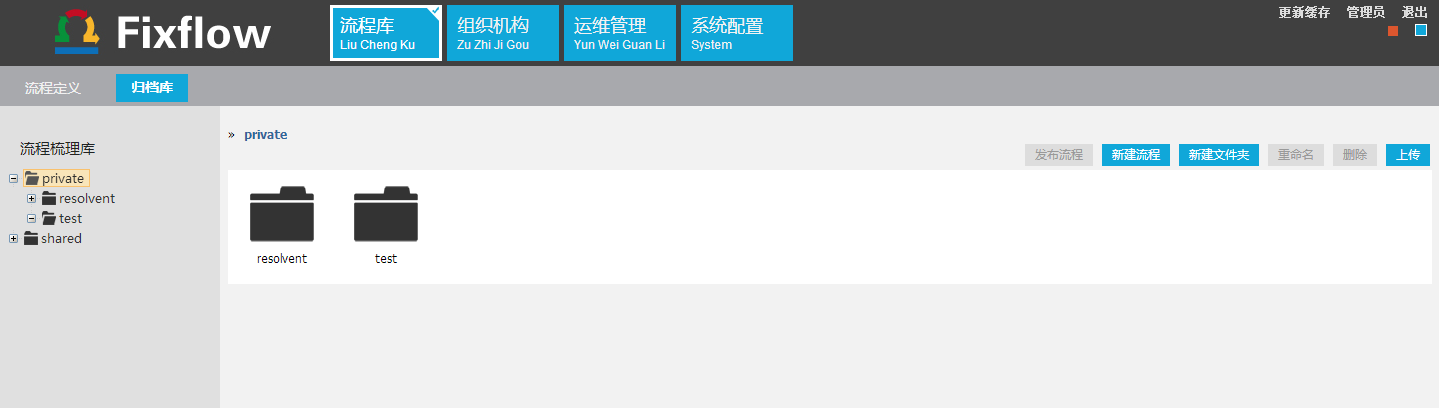 Fixflow
流程库
Liu Cheng Ku
组织机构
Zu Zhi Ji Gou
运维管理
Yun Wei Guan Li
系统配置
System
更新缓存 管理员 退出
流程定义 归档库
流程梳理库
private
resolvent
test
shared
» private
发布流程 新建流程 新建文件夹 重命名 删除 上传
resolvent test